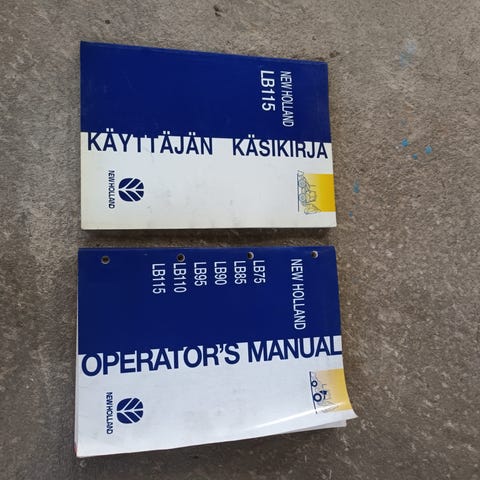 NEW HOLLAND
LB115
KÄYTTÄJÄN KÄSIKIRJA
NEW HOLLAND
NEW HOLLAND
LB75
LB85
LB90
LB95
LB110
LB115
OPERATOR'S MANUAL
NEW HOLLAND